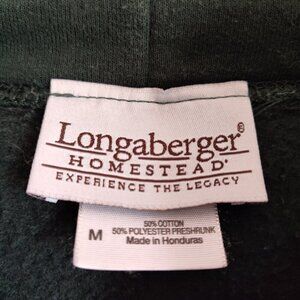 Longaberger®
HOMESTEAD®
EXPERIENCE THE LEGACY
M
50% COTTON
50% POLYESTER PRESHRUNK
Made in Honduras